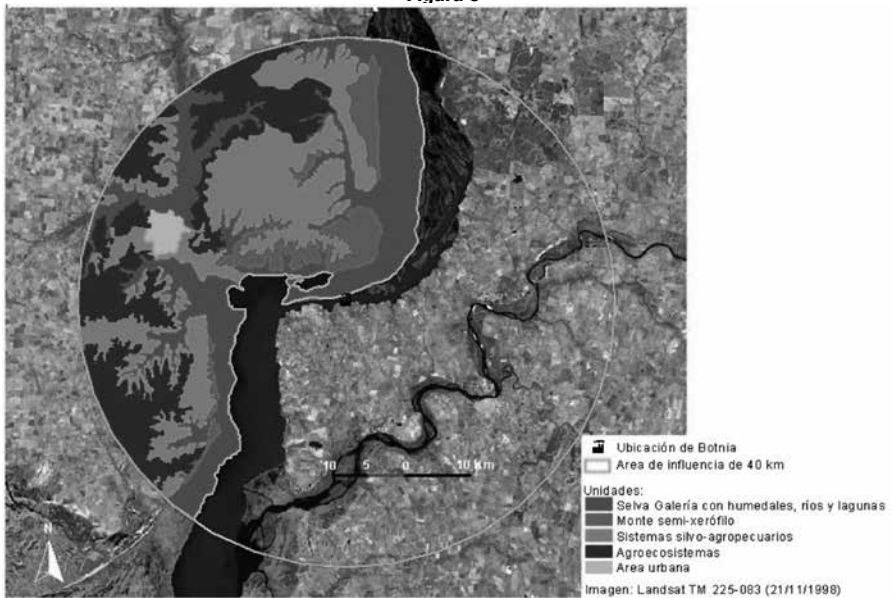 Figura 3
10 5 0 10 Km
N
Ubicación de Botnia
Area de influencia de 40 km
Unidades:
Selva Galería con humedales, ríos y lagunas
Monte semi-xerófilo
Sistemas silvo-agropecuarios
Agroecosistemas
Area urbana
Imagen: Landsat TM 225-083 (21/11/1998)